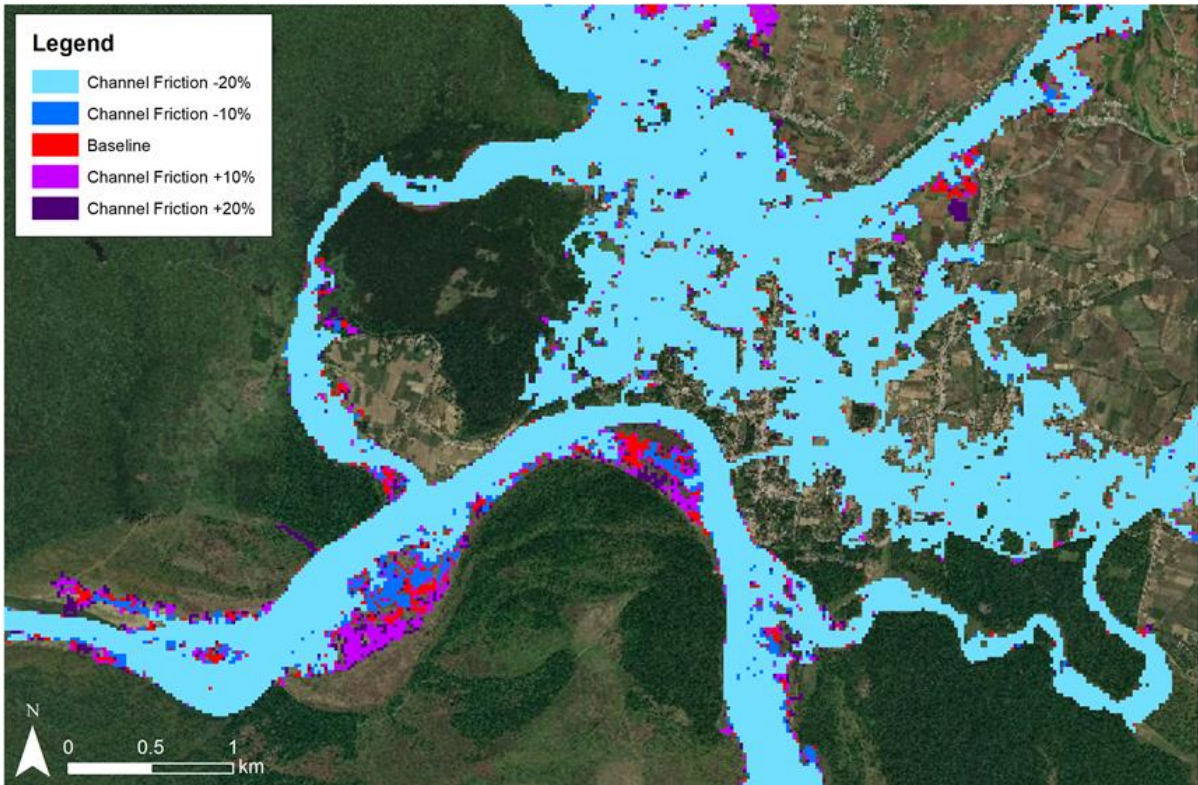 Legend
Channel Friction -20%
Channel Friction -10%
Baseline
Channel Friction +10%
Channel Friction +20%
N
0 0.5 1
km